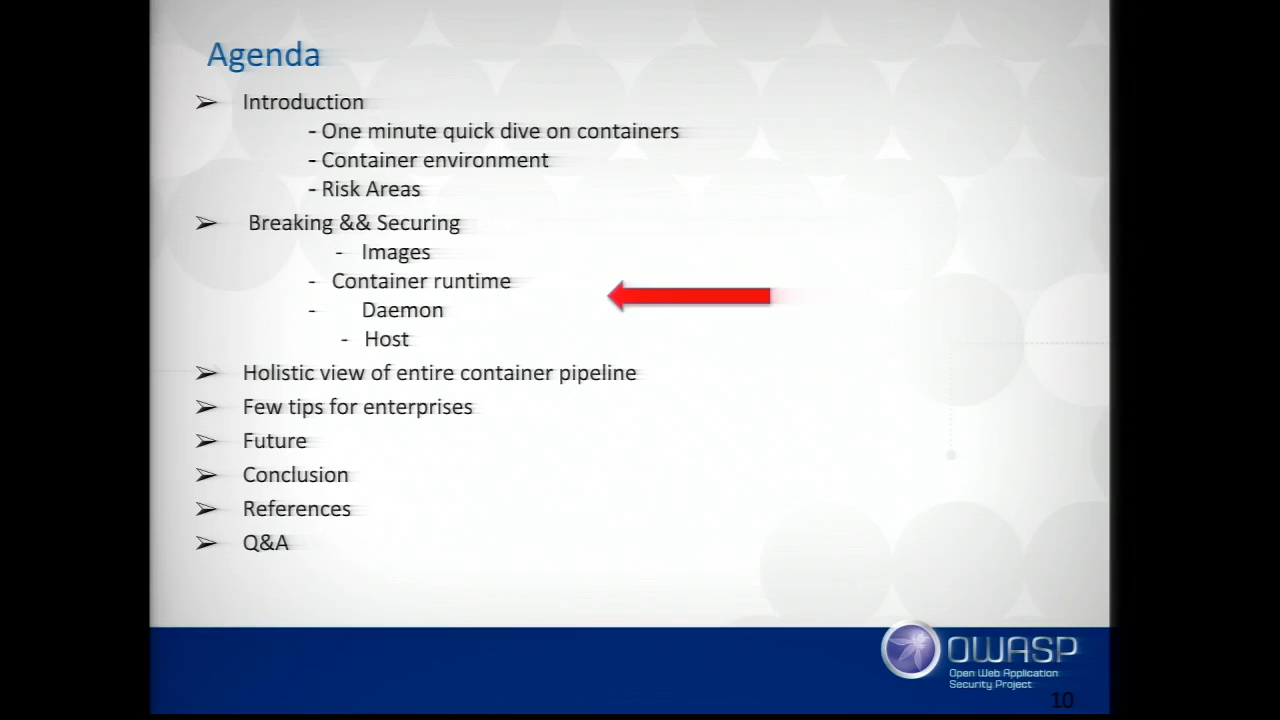 Agenda
➢ Introduction
- One minute quick dive on containers
- Container environment
- Risk Areas
➢ Breaking && Securing
- Images
- Container runtime
- Daemon
- Host
➢ Holistic view of entire container pipeline
➢ Few tips for enterprises
➢ Future
➢ Conclusion
➢ References
➢ Q&A
OWASP
Open Web Application
Security Project
10